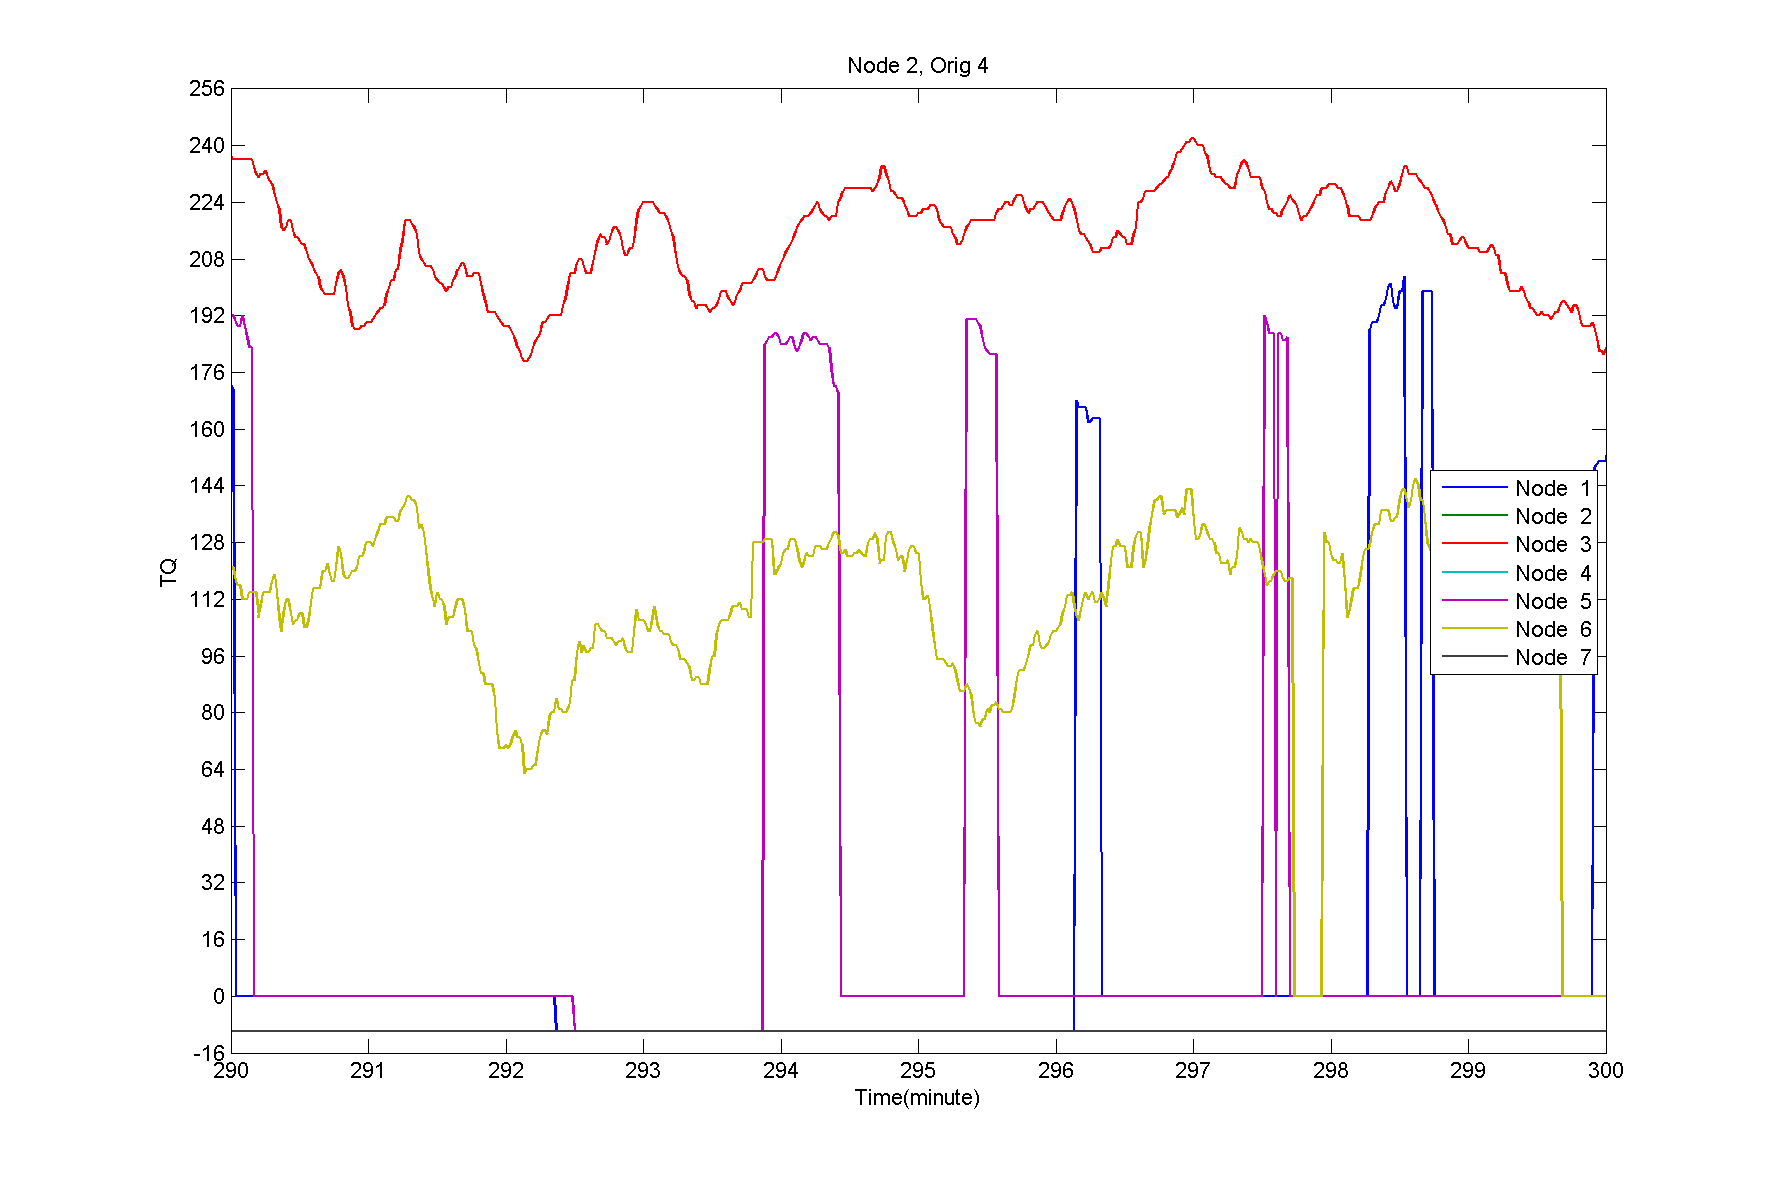 Node 2, Orig 4
256
240
224
208
192
176
160
144
128
112
96
80
64
48
32
16
0
-16
TQ
290 291 292 293 294 295 296 297 298 299 300
Time(minute)
Node 1
Node 2
Node 3
Node 4
Node 5
Node 6
Node 7